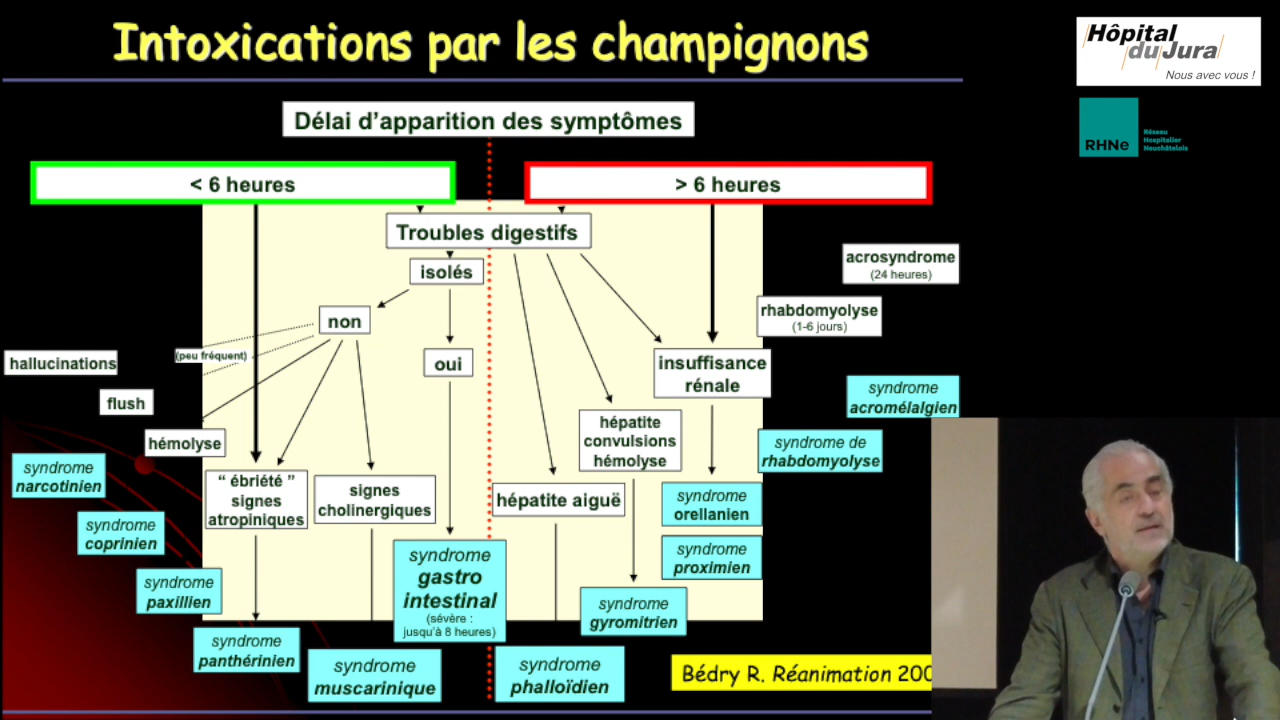 Intoxications par les champignons
Hôpital
du Jura
Nous avec vous !
RHNe
Réseau
Hospitalier
Neuchâtelois
Délai d'apparition des symptômes
< 6 heures
> 6 heures
Troubles digestifs
isolés
non
oui
(peu fréquent)
hallucinations
flush
hémolyse
“ ébriété ”
signes
atropiniques
signes
cholinergiques
hépatite aiguë
hépatite
convulsions
hémolyse
insuffisance
rénale
rhabdomyolyse
(1-6 jours)
acrosyndrome
(24 heures)
syndrome
narcotinien
syndrome
coprinien
syndrome
paxillien
syndrome
panthérinien
syndrome
muscarinique
syndrome
gastro
intestinal
(sévère :
jusqu'à 8 heures)
syndrome
phalloïdien
syndrome
gyromitrien
syndrome
orellanien
syndrome
proximien
syndrome de
rhabdomyolyse
syndrome
acromélalgien
Bédry R. Réanimation